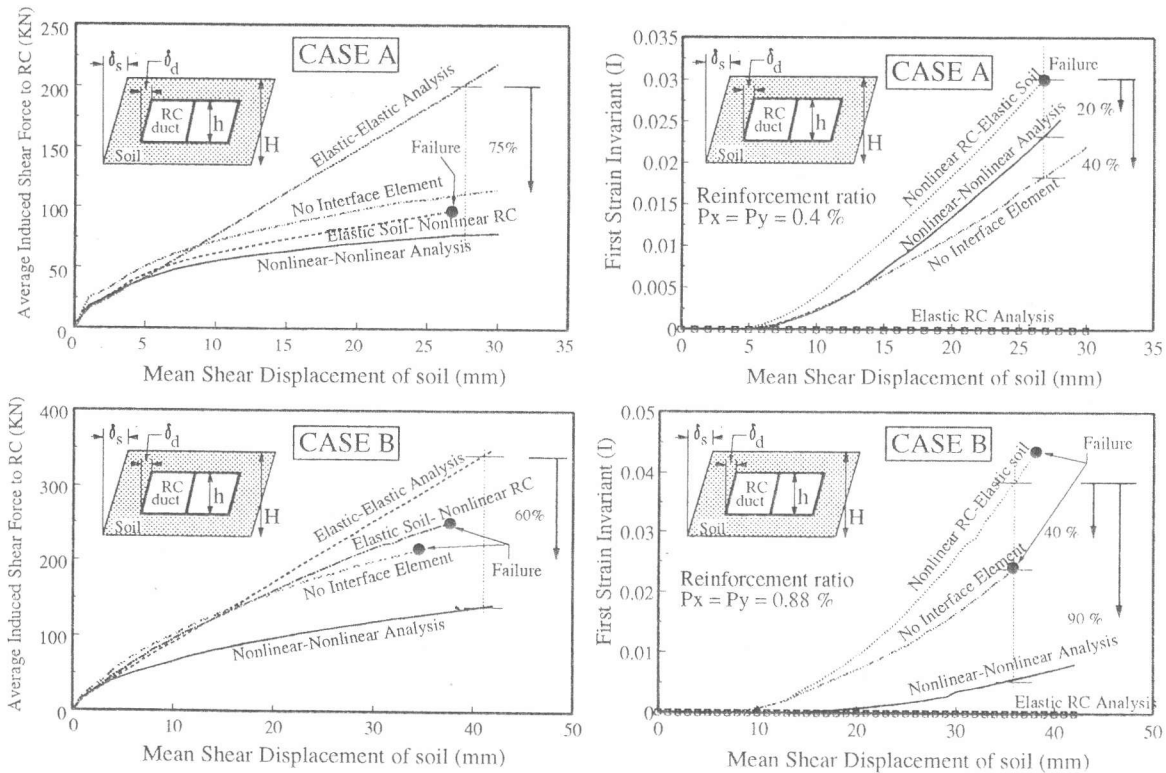 Average Induced Shear Force to RC (KN)
250
200
150
100
50
0
0
5
10
15
20
25
30
35
Mean Shear Displacement of soil (mm)
CASE A
δs
δd
RC
duct
h
H
Soil
Elastic-Elastic Analysis
Failure
75%
No Interface Element
Elastic Soil- Nonlinear RC
Nonlinear-Nonlinear Analysis
First Strain Invariant (I)
0.035
0.03
0.025
0.02
0.015
0.01
0.005
0
0
5
10
15
20
25
30
35
Mean Shear Displacement of soil (mm)
CASE A
δs
δd
RC
duct
h
H
Soil
Failure
20 %
40 %
Nonlinear RC-Elastic Soil
Nonlinear-Nonlinear Analysis
No Interface Element
Reinforcement ratio
Px = Py = 0.4 %
Elastic RC Analysis
Average Induced Shear Force to RC (KN)
400
300
200
100
0
0
10
20
30
40
50
Mean Shear Displacement of soil (mm)
CASE B
δs
δd
RC
duct
h
H
Soil
Elastic-Elastic Analysis
Elastic Soil- Nonlinear RC
60%
No Interface Element
Failure
Nonlinear-Nonlinear Analysis
First Strain Invariant (I)
0.05
0.04
0.03
0.02
0.01
0
0
10
20
30
40
50
Mean Shear Displacement of soil (mm)
CASE B
δs
δd
RC
duct
h
H
Soil
Failure
Nonlinear RC-Elastic soil
40 %
No Interface Element
90 %
Reinforcement ratio
Px = Py = 0.88 %
Nonlinear-Nonlinear Analysis
Elastic RC Analysis